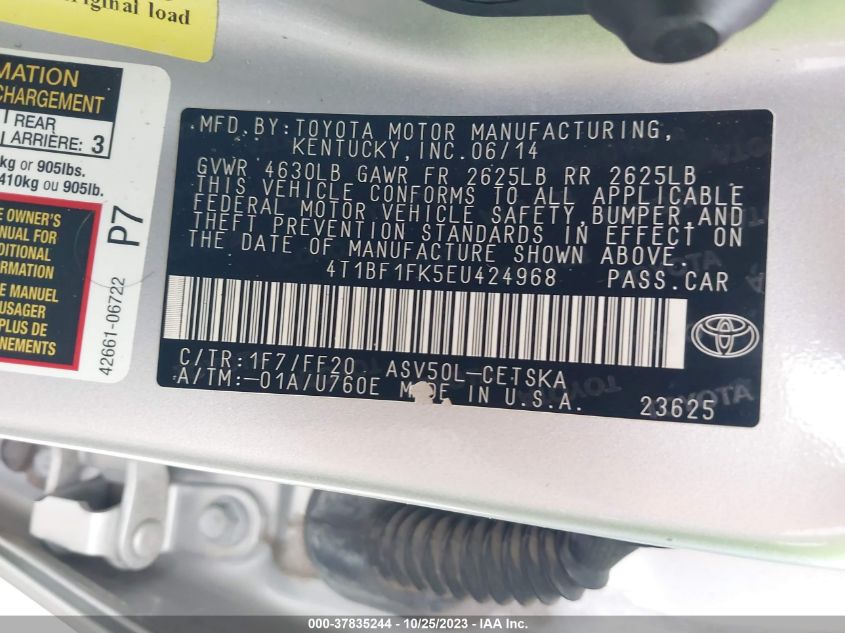 riginal load
MATION
CHARGEMENT
REAR
ARRIÈRE: 3
kg or 905lbs.
410kg ou 905lb.
E OWNER'S
ANUAL FOR
DITIONAL
ORMATION
E MANUEL
USAGER
PLUS DE
GNEMENTS
P7
42661-06722
MFD. BY: TOYOTA MOTOR MANUFACTURING,
KENTUCKY, INC. 06/14
GVWR 4630LB GAWR FR 2625LB RR 2625LB
THIS VEHICLE CONFORMS TO ALL APPLICABLE
FEDERAL MOTOR VEHICLE SAFETY, BUMPER, AND
THEFT PREVENTION STANDARDS IN EFFECT ON
THE DATE OF MANUFACTURE SHOWN ABOVE.
4T1BF1FK5EU424968 PASS.CAR
C/TR:1F7/FF20 ASV50L-CETSKA
A/TM:-01A/U760E MADE IN U.S.A. 23625
000-37835244 - 10/25/2023 - © IAA Inc.